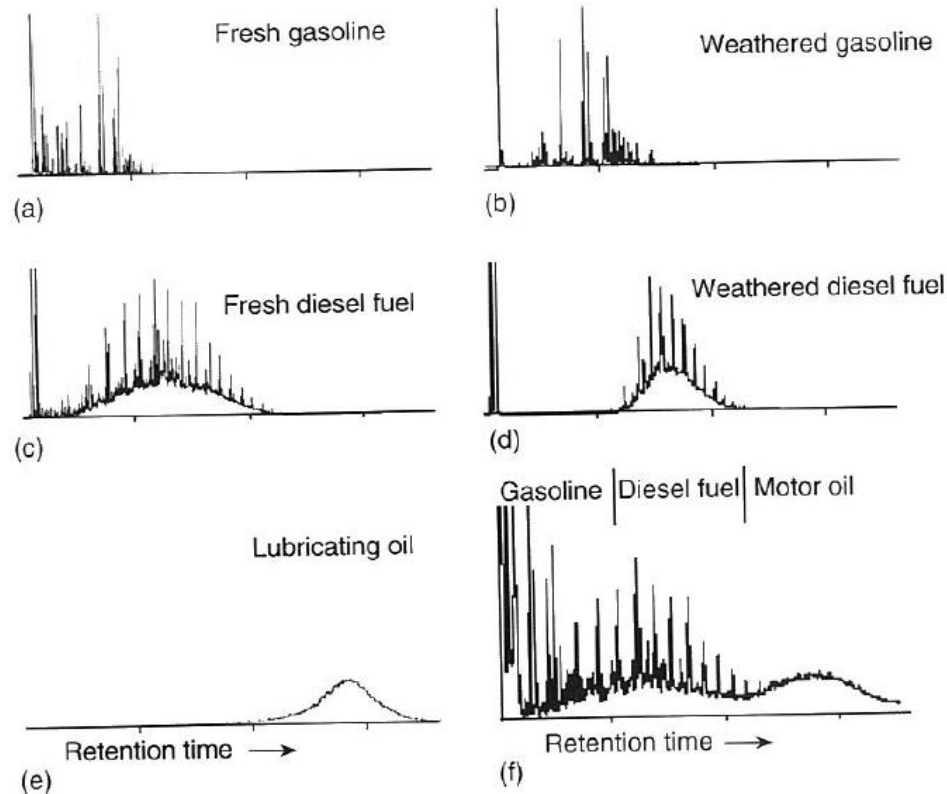 Fresh gasoline
(a)
Weathered gasoline
(b)
Fresh diesel fuel
(c)
Weathered diesel fuel
(d)
Lubricating oil
Retention time →
(e)
Gasoline | Diesel fuel | Motor oil
Retention time →
(f)